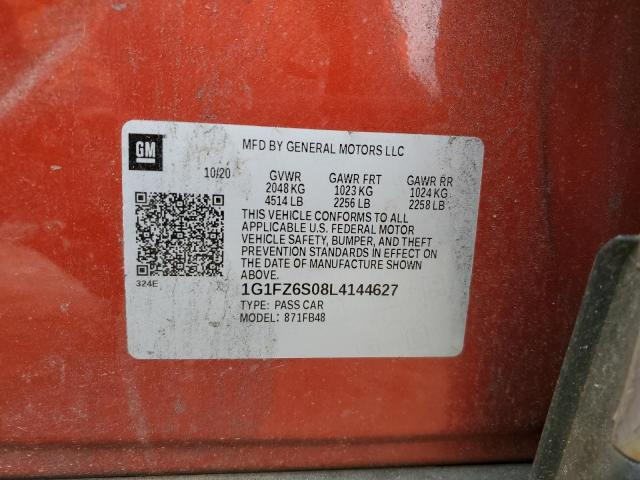 GM
MFD BY GENERAL MOTORS LLC
10/20
GVWR GAWR FRT GAWR RR
2048 KG 1023 KG 1024 KG
4514 LB 2256 LB 2258 LB
THIS VEHICLE CONFORMS TO ALL
APPLICABLE U.S. FEDERAL MOTOR
VEHICLE SAFETY, BUMPER, AND THEFT
PREVENTION STANDARDS IN EFFECT ON
THE DATE OF MANUFACTURE SHOWN
ABOVE.
324E
1G1FZ6S08L4144627
TYPE: PASS CAR
MODEL: 871FB48